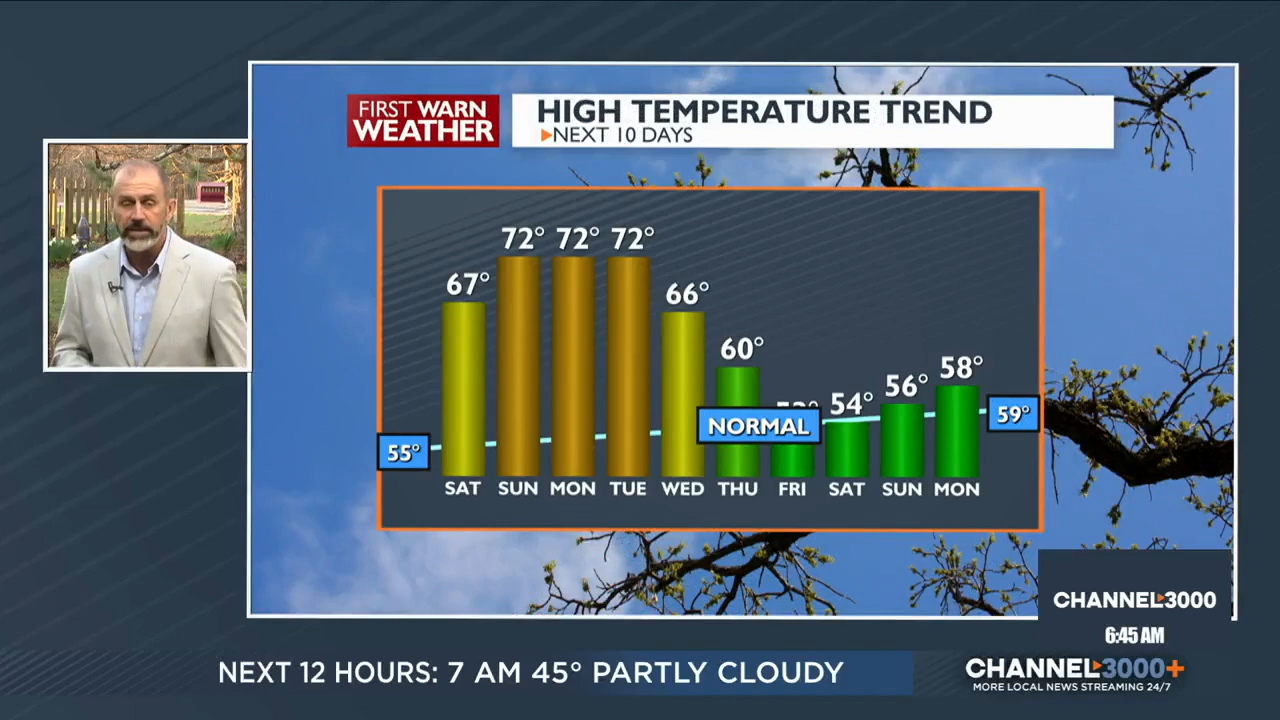 FIRST WARN
WEATHER
HIGH TEMPERATURE TREND
NEXT 10 DAYS
67° 72° 72° 72° 66° 60° 54° 56° 58°
NORMAL
55° 59°
SAT SUN MON TUE WED THU FRI SAT SUN MON
CHANNEL3000
6:45 AM
NEXT 12 HOURS: 7 AM 45° PARTLY CLOUDY
CHANNEL3000+
MORE LOCAL NEWS STREAMING 24/7